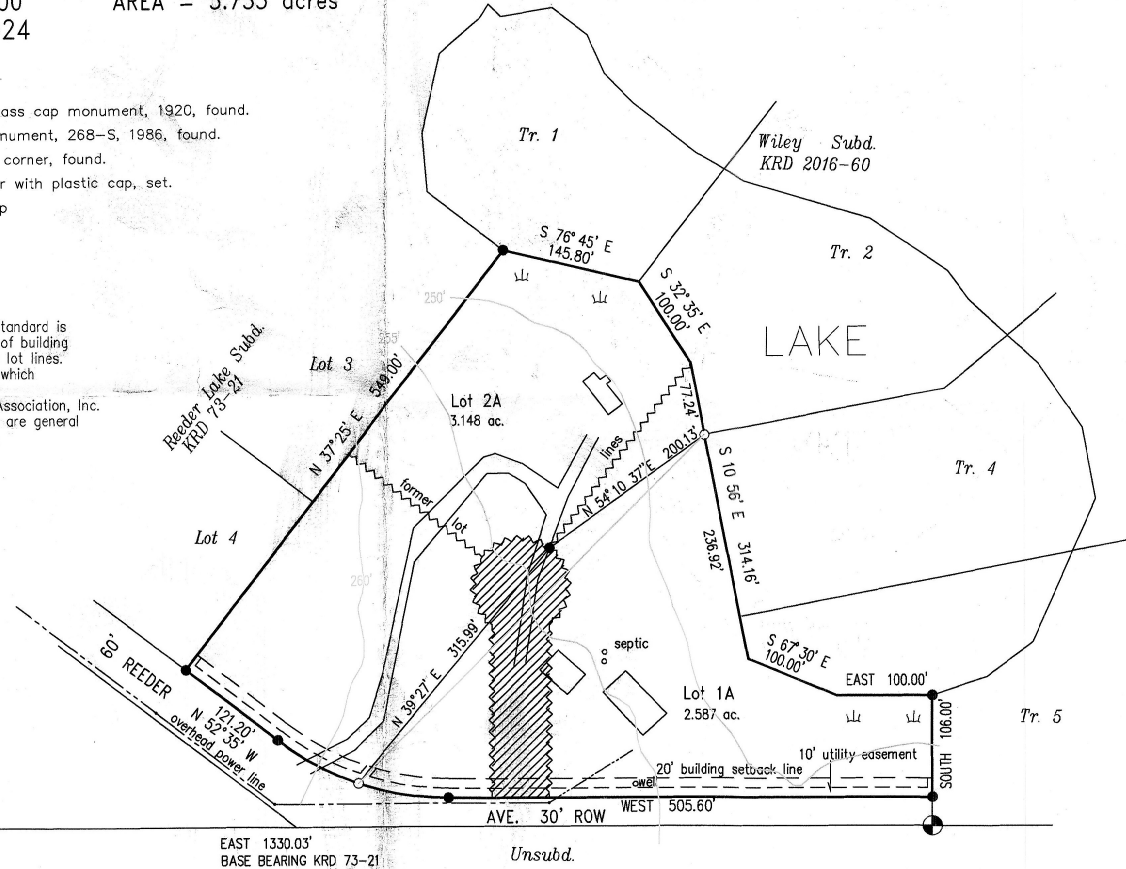 AREA = 3.735 acres
24
ass cap monument, 1920, found.
nument, 268-S, 1986, found.
corner, found.
r with plastic cap, set.
p
tandard is
of building
lot lines.
which
Association, Inc.
are general
Tr. 1
Wiley Subd.
KRD 2016-60
Tr. 2
LAKE
Tr. 4
Tr. 5
S 76°45' E
145.80'
S 32°35' E
100.00'
250'
255'
Lot 3
Reeder Lake Subd.
KRD 73-21
N 37°25' E 549.00'
Lot 2A
3.148 ac.
77.24'
lines
N 54°10'37"E 200.13'
S 10 56' E 314.16'
236.92'
former
lot
Lot 4
260'
N 39°27' E 315.99'
septic
S 67°30' E
100.00'
EAST 100.00'
Lot 1A
2.587 ac.
SOUTH 106.00'
60' REEDER
121.20'
N 52°35' W
overhead power line
10' utility easement
20' building setback line
well
WEST 505.60'
AVE. 30' ROW
EAST 1330.03'
BASE BEARING KRD 73-21
Unsubd.